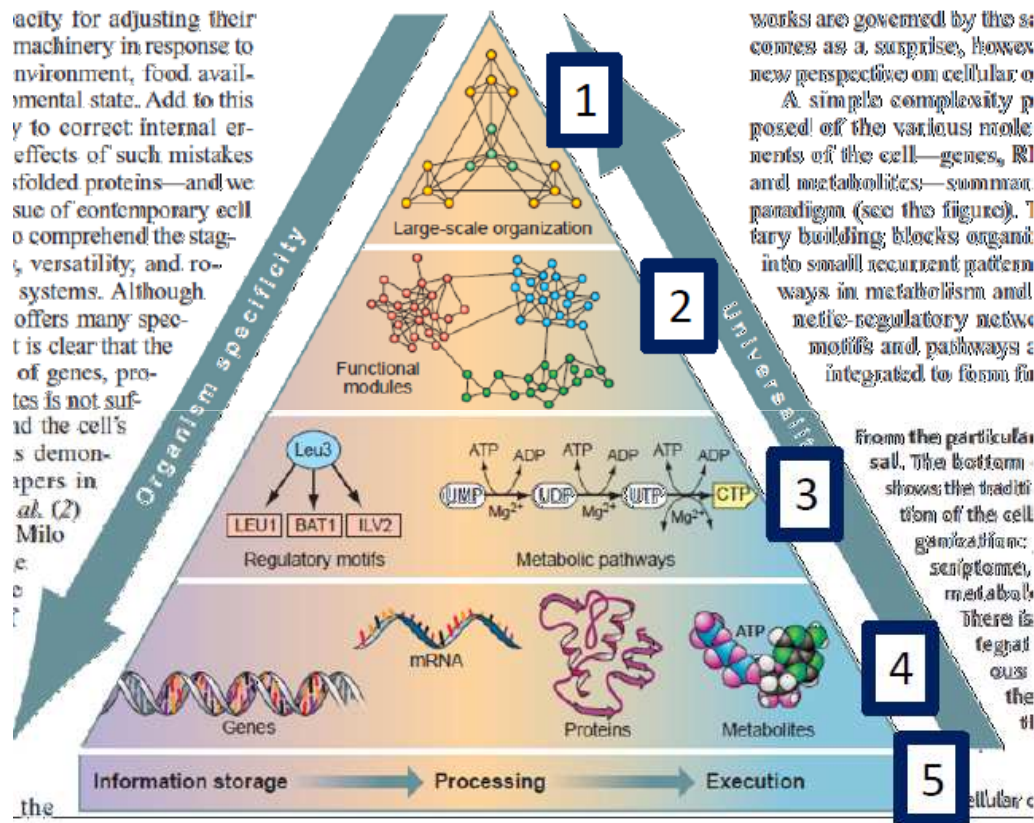 acity for adjusting their
machinery in response to
nvironment, food avail-
pmental state. Add to this
y to correct internal er-
effects of such mistakes
sfolded proteins—and we
sue of contemporary cell
o comprehend the stag-
, versatility, and ro-
systems. Although
offers many spec-
t is clear that the
of genes, pro-
tes is not suf-
nd the cell's
s demon-
apers in
al. (2)
Milo
e
e
f
the
Organism specificity
1
Large-scale organization
2
Functional
modules
Universality
Leu3
LEU1 BAT1 ILV2
Regulatory motifs
ATP ADP ATP ADP ATP ADP
UMP UDP UTP CTP
Mg2+ Mg2+ Mg2+
Metabolic pathways
3
mRNA
Genes
Proteins
ATP
Metabolites
4
Information storage Processing Execution
5
works are governed by the sa
comes as a surprise, howev
new perspective on cellular o
A simple complexity p
posed of the various mole
nents of the cell—genes, R
and metabolites—summar
paradigm (see the figure). T
tary building blocks organi
into small recurrent pattern
ways in metabolism and
netic-regulatory netwo
motifs and pathways a
integrated to form fu
From the particular
sal. The bottom
shows the traditi
tion of the cell
ganization:
scriptome,
metabol
There is
tegrat
ous
the
tl
ellular c